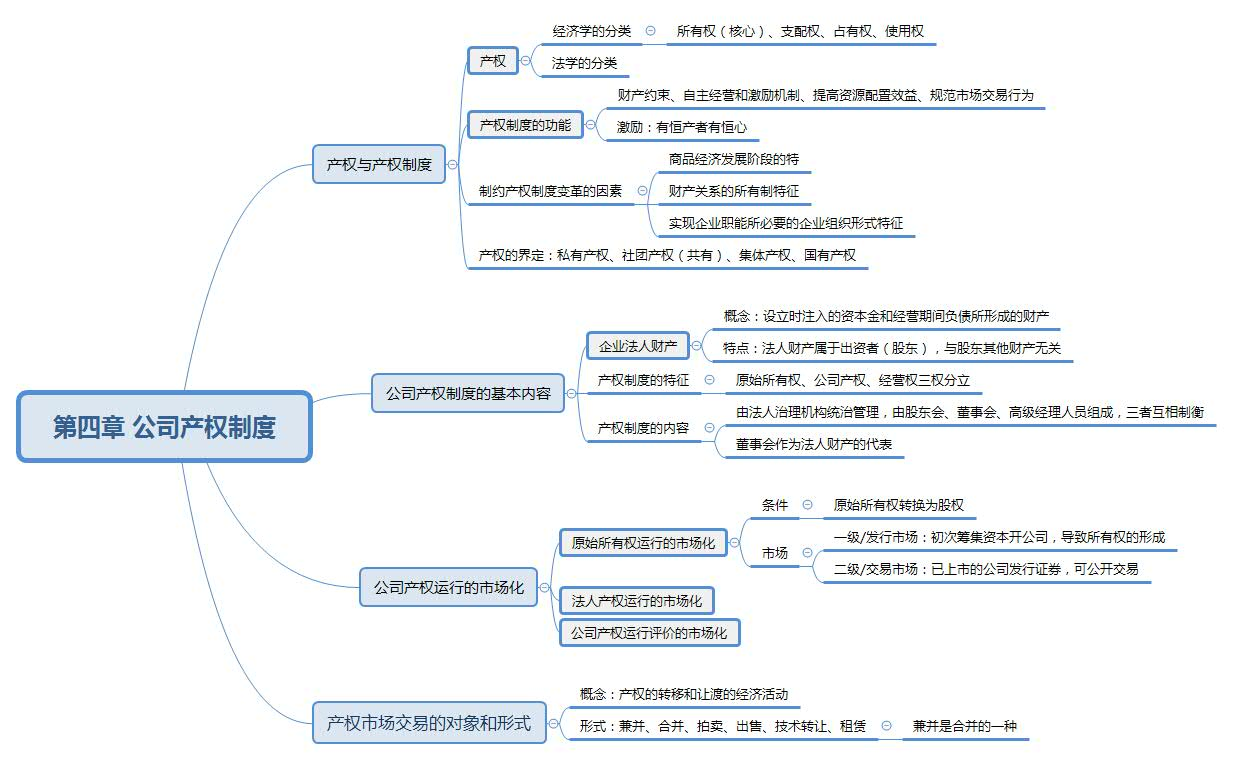 第四章 公司产权制度
产权与产权制度
产权
经济学的分类
所有权（核心）、支配权、占有权、使用权
法学的分类
产权制度的功能
财产约束、自主经营和激励机制、提高资源配置效益、规范市场交易行为
激励：有恒产者有恒心
制约产权制度变革的因素
商品经济发展阶段的特
财产关系的所有制特征
实现企业职能所必要的企业组织形式特征
产权的界定：私有产权、社团产权（共有）、集体产权、国有产权
公司产权制度的基本内容
企业法人财产
概念：设立时注入的资本金和经营期间负债所形成的财产
特点：法人财产属于出资者（股东），与股东其他财产无关
产权制度的特征
原始所有权、公司产权、经营权三权分立
产权制度的内容
由法人治理机构统治管理，由股东会、董事会、高级经理人员组成，三者互相制衡
董事会作为法人财产的代表
公司产权运行的市场化
原始所有权运行的市场化
条件
原始所有权转换为股权
市场
一级/发行市场：初次筹集资本开公司，导致所有权的形成
二级/交易市场：已上市的公司发行证券，可公开交易
法人产权运行的市场化
公司产权运行评价的市场化
产权市场交易的对象和形式
概念：产权的转移和让渡的经济活动
形式：兼并、合并、拍卖、出售、技术转让、租赁
兼并是合并的一种